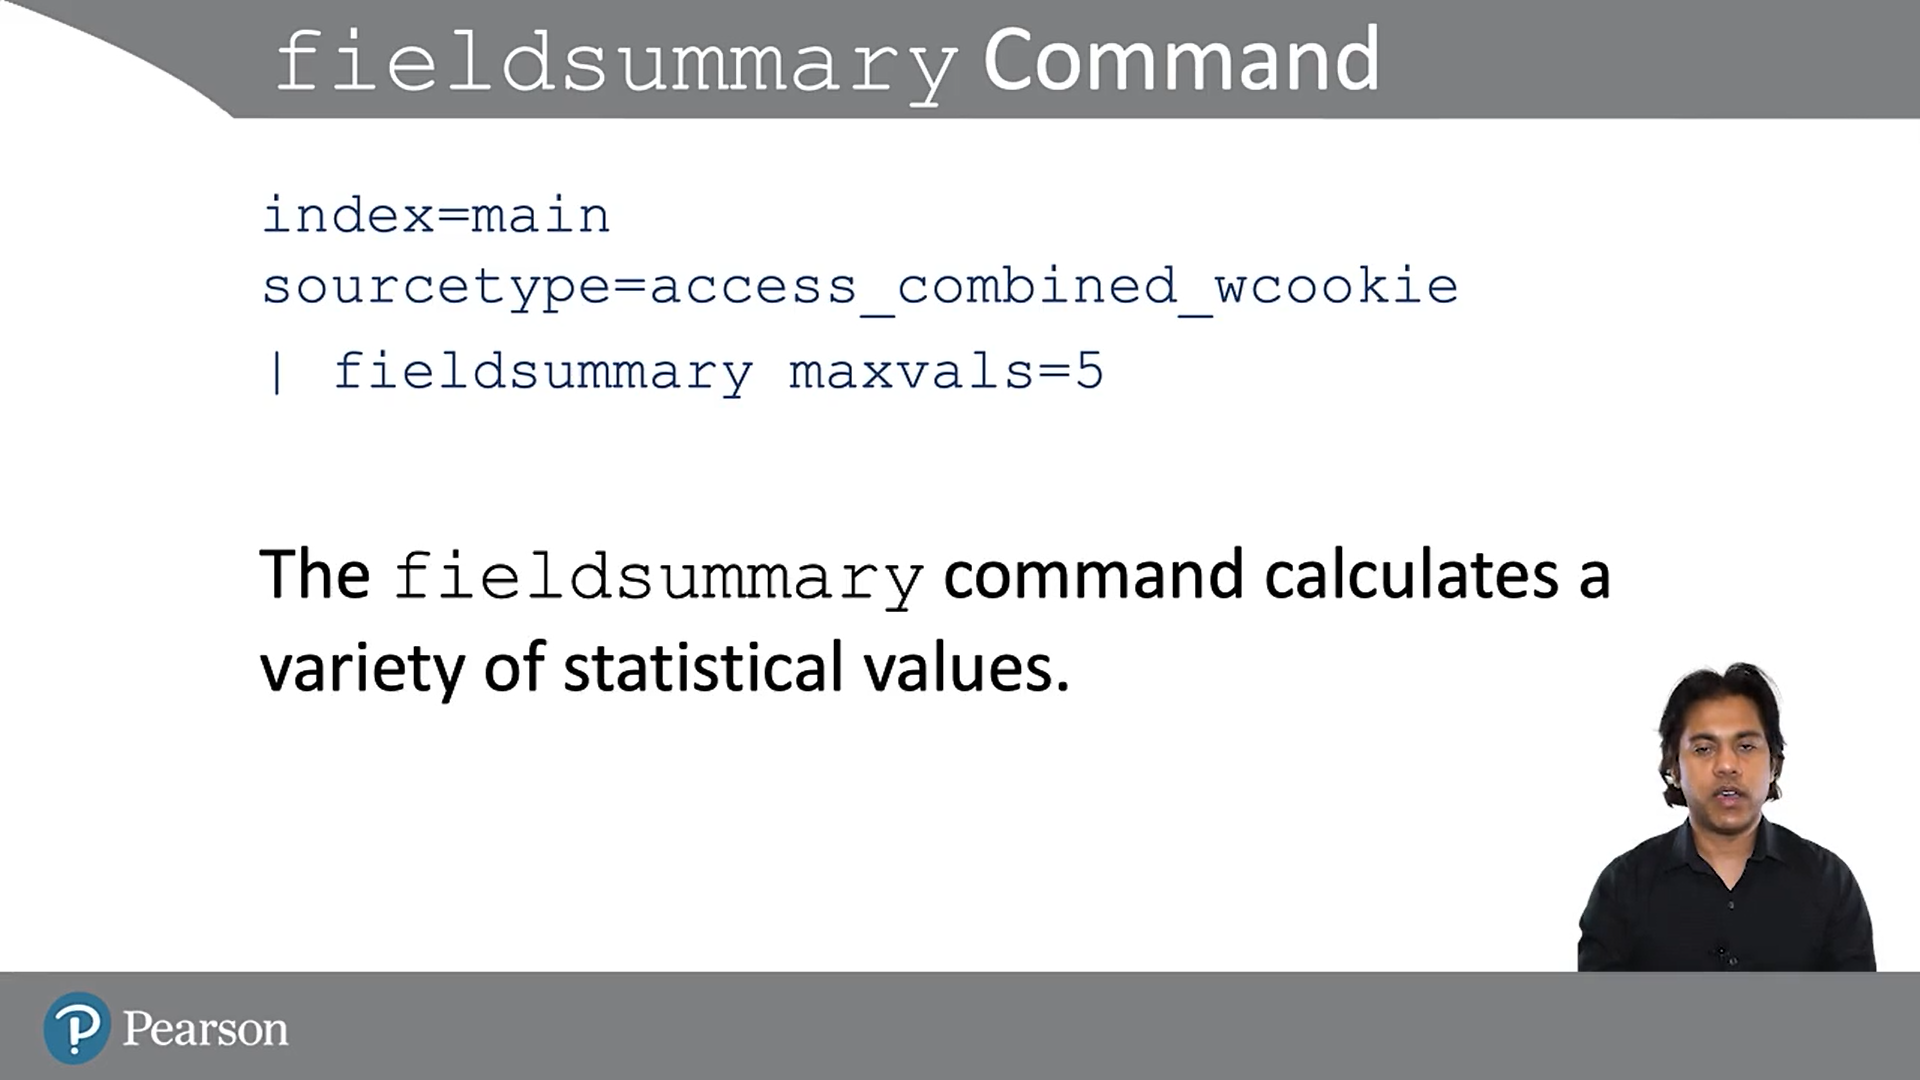 fieldsummary Command
index=main
sourcetype=access_combined_wcookie
| fieldsummary maxvals=5
The fieldsummary command calculates a
variety of statistical values.
Pearson